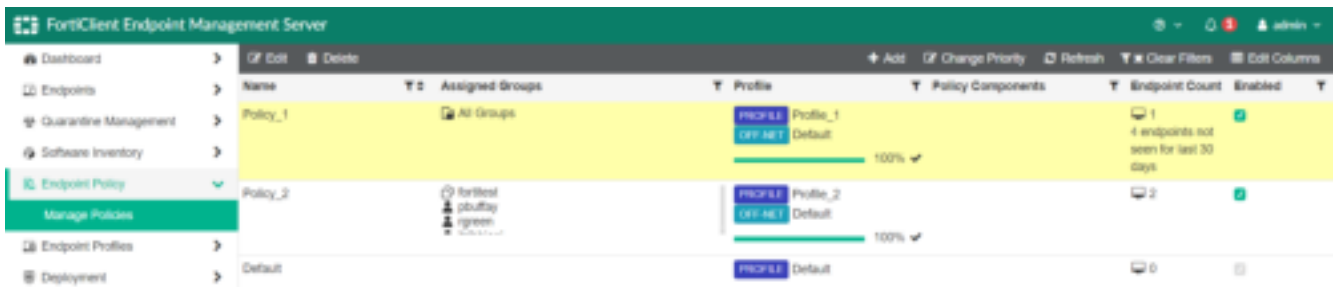 FortiClient Endpoint Management Server
1 admin
Dashboard
Endpoints
Quarantine Management
Software Inventory
Endpoint Policy
Manage Policies
Endpoint Profiles
Deployment
Edit Delete + Add Change Priority Refresh Clear Filters Edit Columns
Name Assigned Groups Profile Policy Components Endpoint Count Enabled
Policy_1 All Groups PROFILE Profile_1 1
OFF-NET Default 4 endpoints not
seen for last 30
100% days
Policy_2 fortitest PROFILE Profile_2 2
pbuffay OFF-NET Default
rgreen
100%
Default PROFILE Default 0